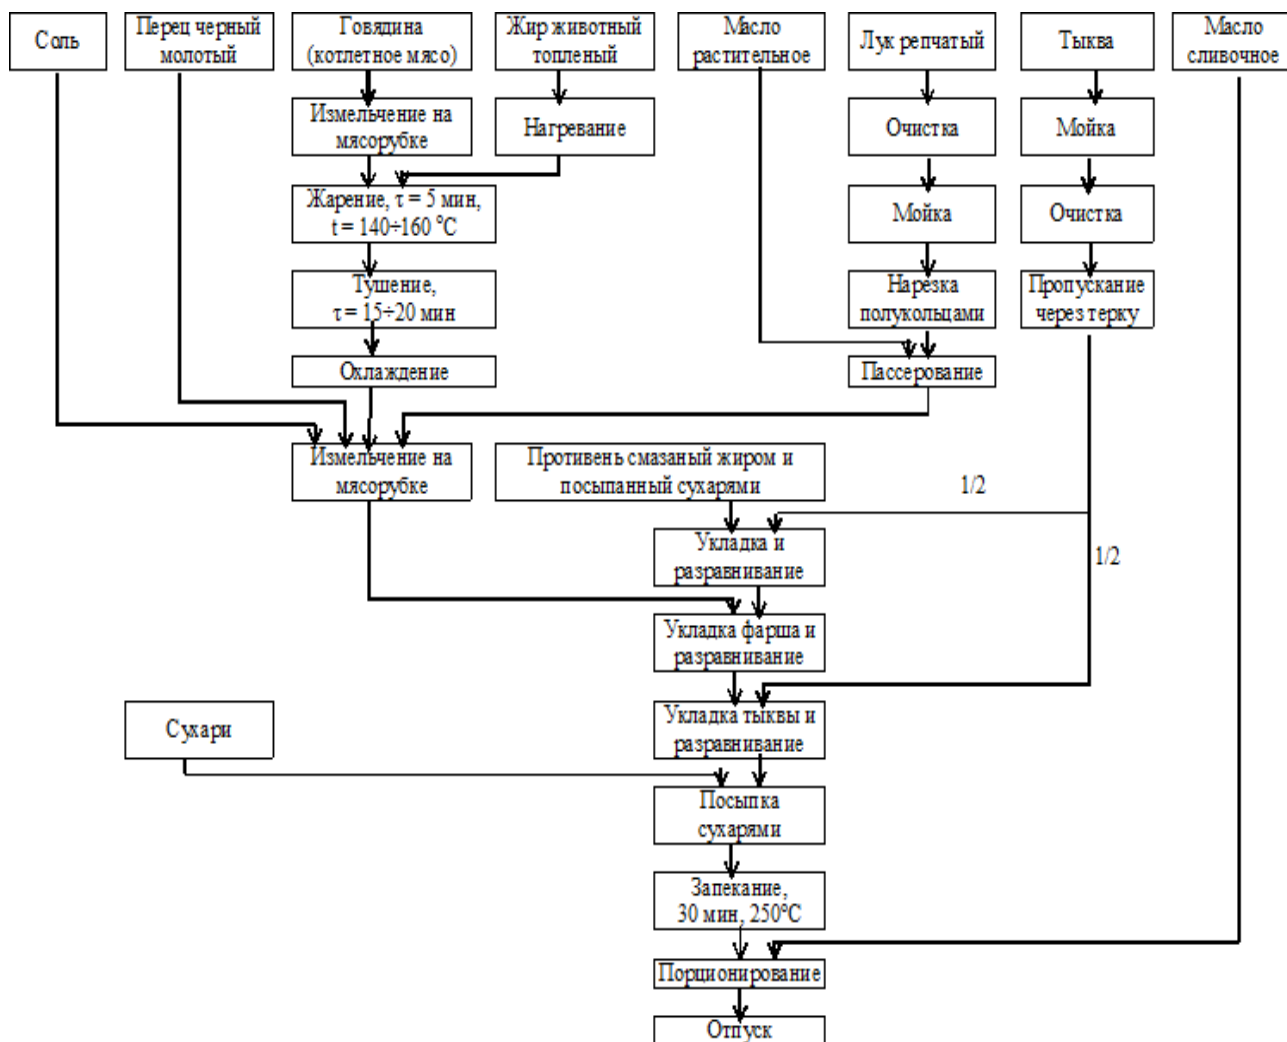 Соль
Перец черный
молотый
Говядина
(котлетное мясо)
Жир животный
топленый
Масло
растительное
Лук репчатый
Тыква
Масло
сливочное
Измельчение на
мясорубке
Нагревание
Очистка
Мойка
Жарение, τ = 5 мин,
t = 140÷160 °C
Мойка
Очистка
Тушение,
τ = 15÷20 мин
Нарезка
полукольцами
Пропускание
через терку
Охлаждение
Пассерование
Измельчение на
мясорубке
Противень смазаный жиром и
посыпанный сухарями
1/2
Укладка и
разравнивание
1/2
Укладка фарша и
разравнивание
Сухари
Укладка тыквы и
разравнивание
Посыпка
сухарями
Запекание,
30 мин, 250°С
Порционирование
Отпуск